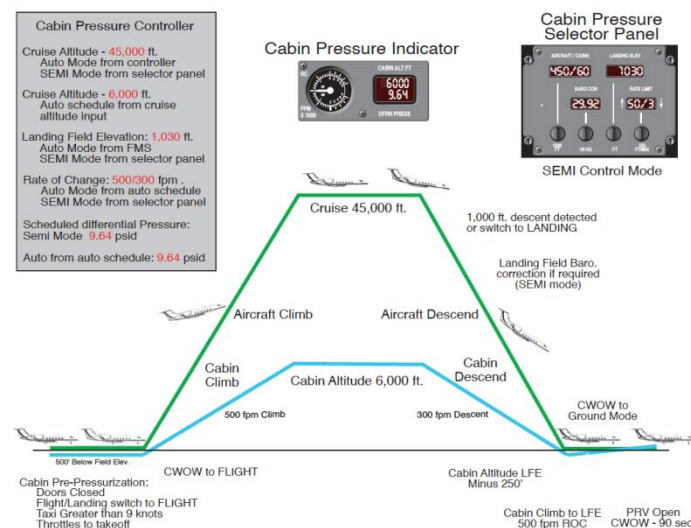 Cabin Pressure Controller
Cruise Altitude - 45,000 ft.
Auto Mode from controller
SEMI Mode from selector panel
Cruise Altitude - 6,000 ft.
Auto schedule from cruise
altitude input
Landing Field Elevation: 1,030 ft.
Auto Mode from FMS
SEMI Mode from selector panel
Rate of Change: 500/300 fpm .
Auto Mode from auto schedule
SEMI Mode from selector panel
Scheduled differential Pressure:
Semi Mode 9.64 psid
Auto from auto schedule: 9.64 psid
Cabin Pressure Indicator
RC
FPM
X 1000
CABIN ALT FT
6000
9.64
DFRN PRESS
Cabin Pressure
Selector Panel
AIRCRAFT / CABIN
LANDING ELEV
450/60
7030
BARO COR
RATE LIMIT
29.92
↑ 50/3 ↓
FT
IN HG
FT
FT/MIN
SEMI Control Mode
Cruise 45,000 ft.
1,000 ft. descent detected
or switch to LANDING
Landing Field Baro.
correction if required
(SEMI mode)
Aircraft Climb
Aircraft Descend
Cabin
Climb
Cabin Altitude 6,000 ft.
Cabin
Descend
500 fpm Climb
300 fpm Descent
CWOW to
Ground Mode
500' Below Field Elev.
CWOW to FLIGHT
Cabin Altitude LFE
Minus 250'
Cabin Pre-Pressurization:
Doors Closed
Flight/Landing switch to FLIGHT
Taxi Greater than 9 knots
Throttles to takeoff
Cabin Climb to LFE
500 fpm ROC
PRV Open
CWOW - 90 sec